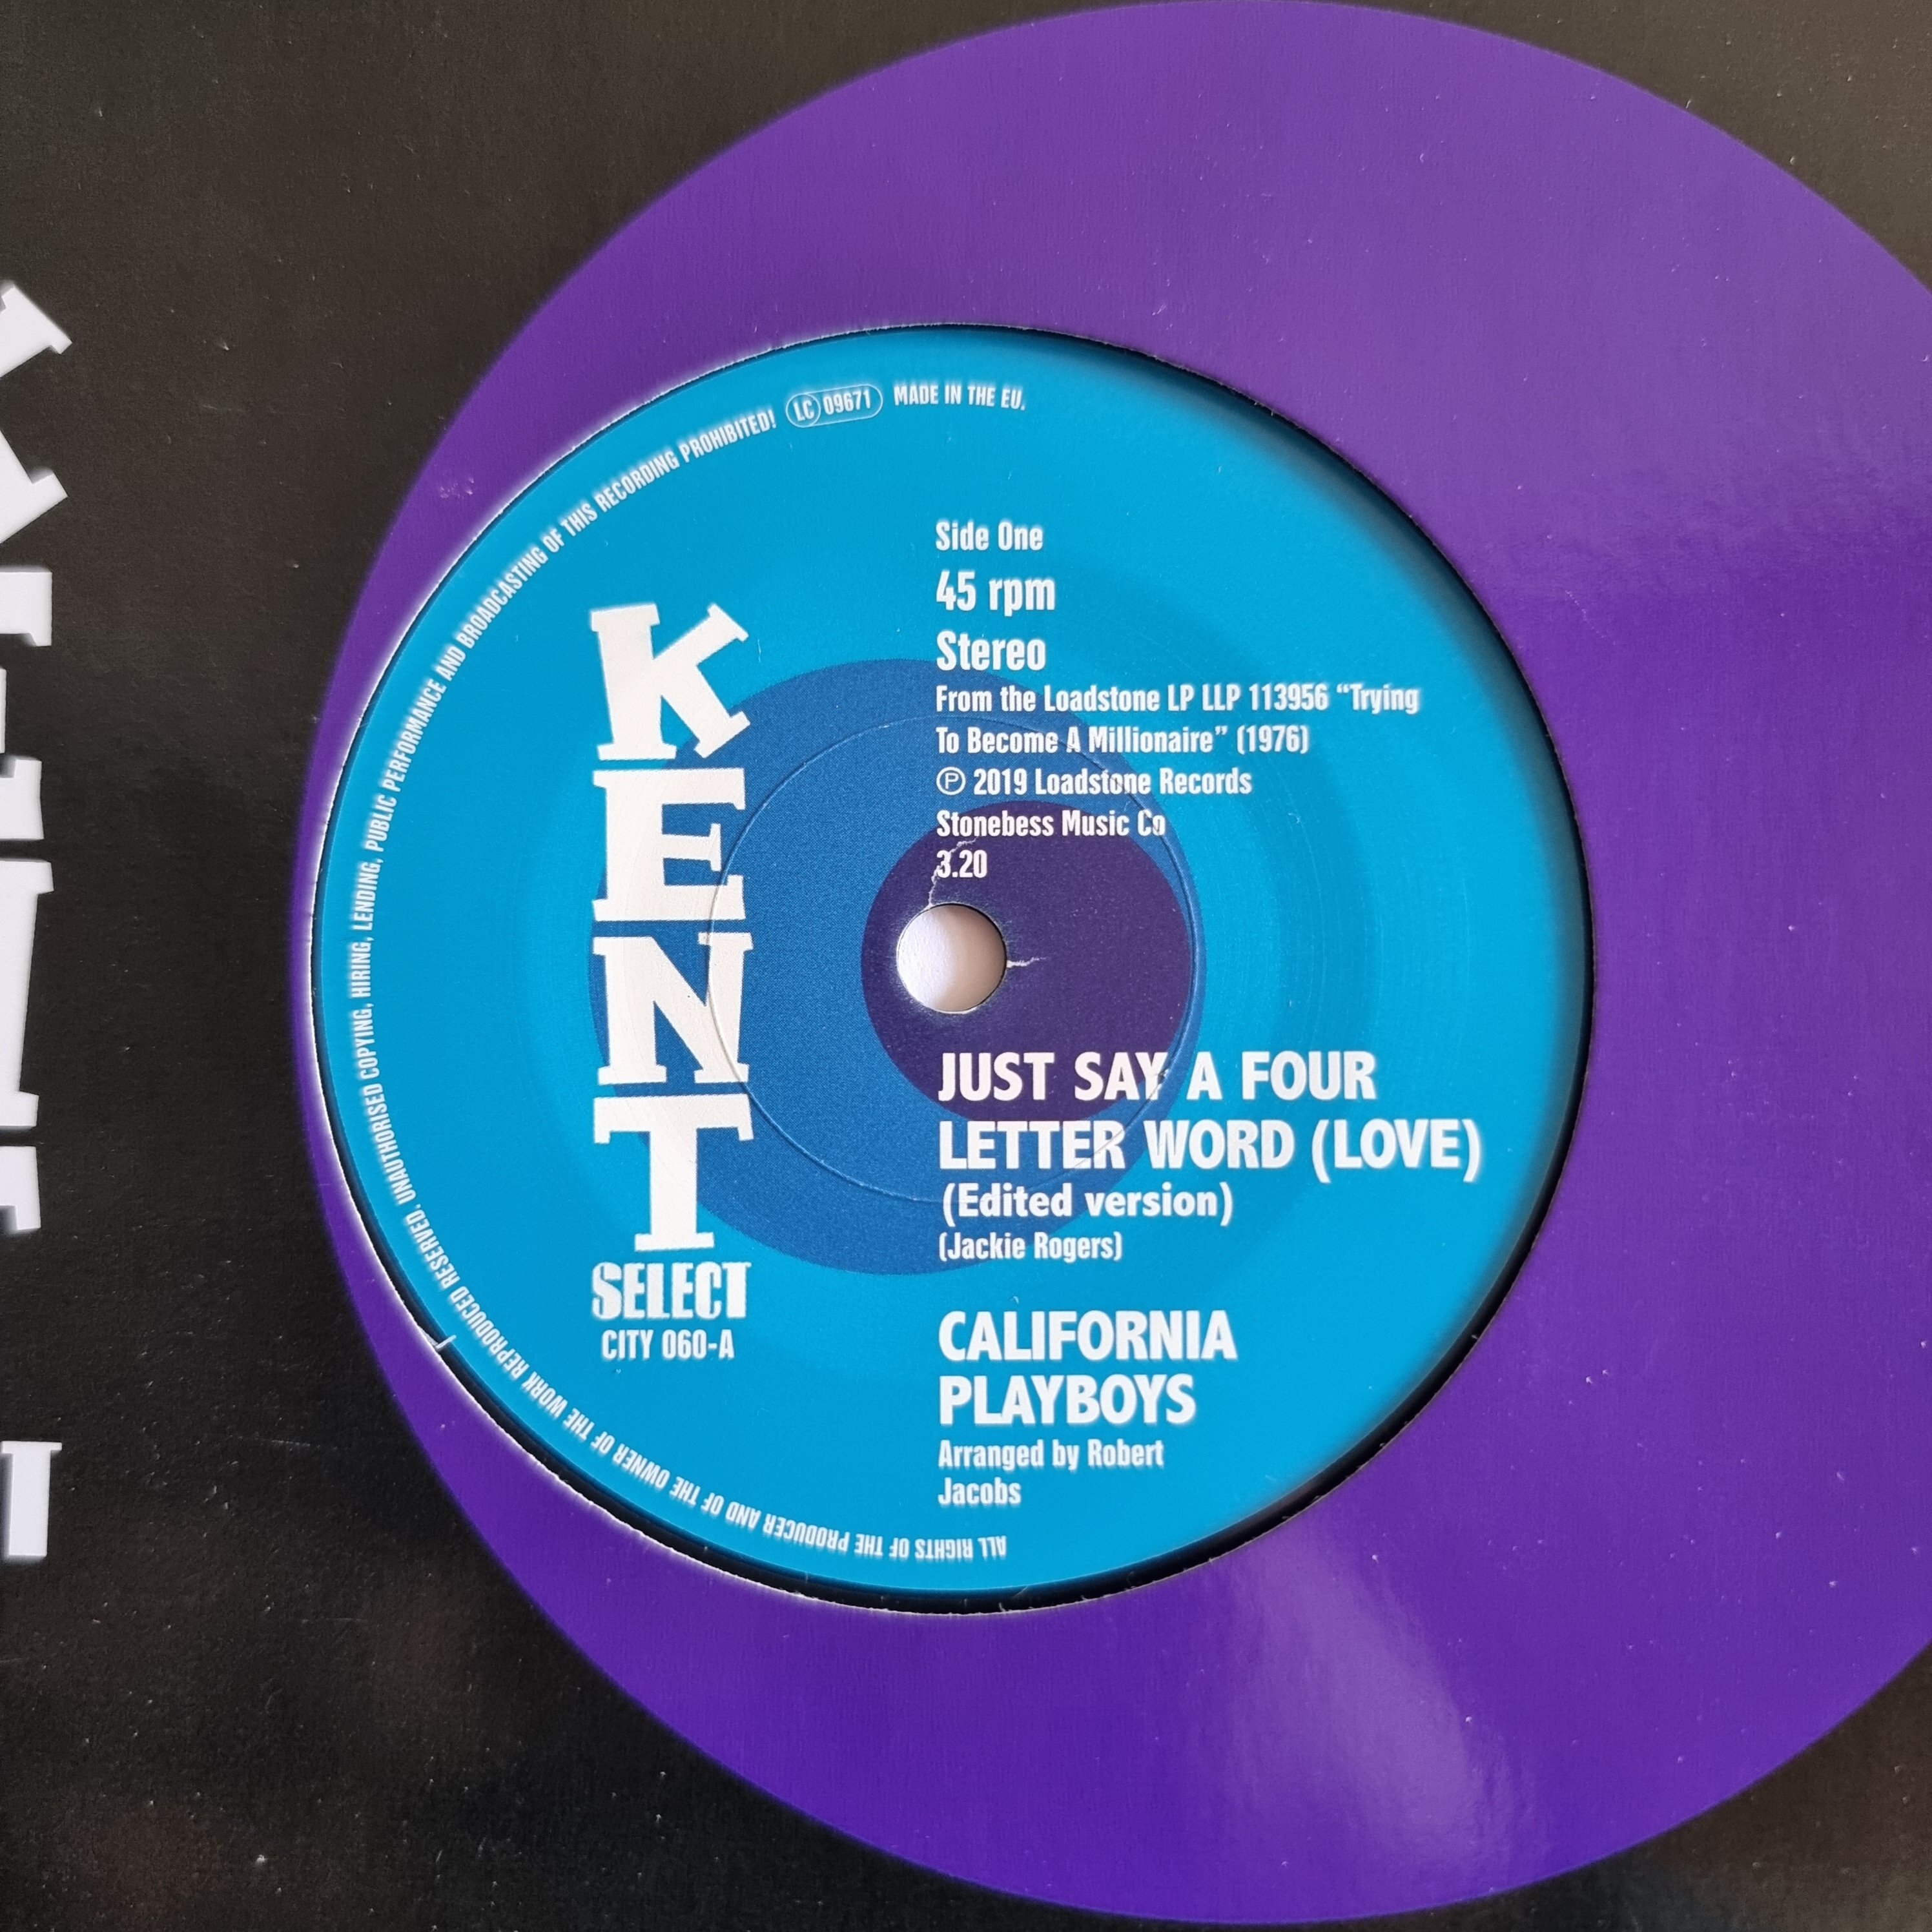 KENT
SELECT
CITY 060-A
Side One
45 rpm
Stereo
From the Loadstone LP LLP 113956 “Trying
To Become A Millionaire” (1976)
℗ 2019 Loadstone Records
Stonebess Music Co
3.20
JUST SAY A FOUR
LETTER WORD (LOVE)
(Edited version)
(Jackie Rogers)
CALIFORNIA
PLAYBOYS
Arranged by Robert
Jacobs
ALL RIGHTS OF THE PRODUCER AND OF THE OWNER OF THE WORK REPRODUCED RESERVED. UNAUTHORISED COPYING, HIRING, LENDING, PUBLIC PERFORMANCE AND BROADCASTING OF THIS RECORDING PROHIBITED! LC 09671 MADE IN THE EU.